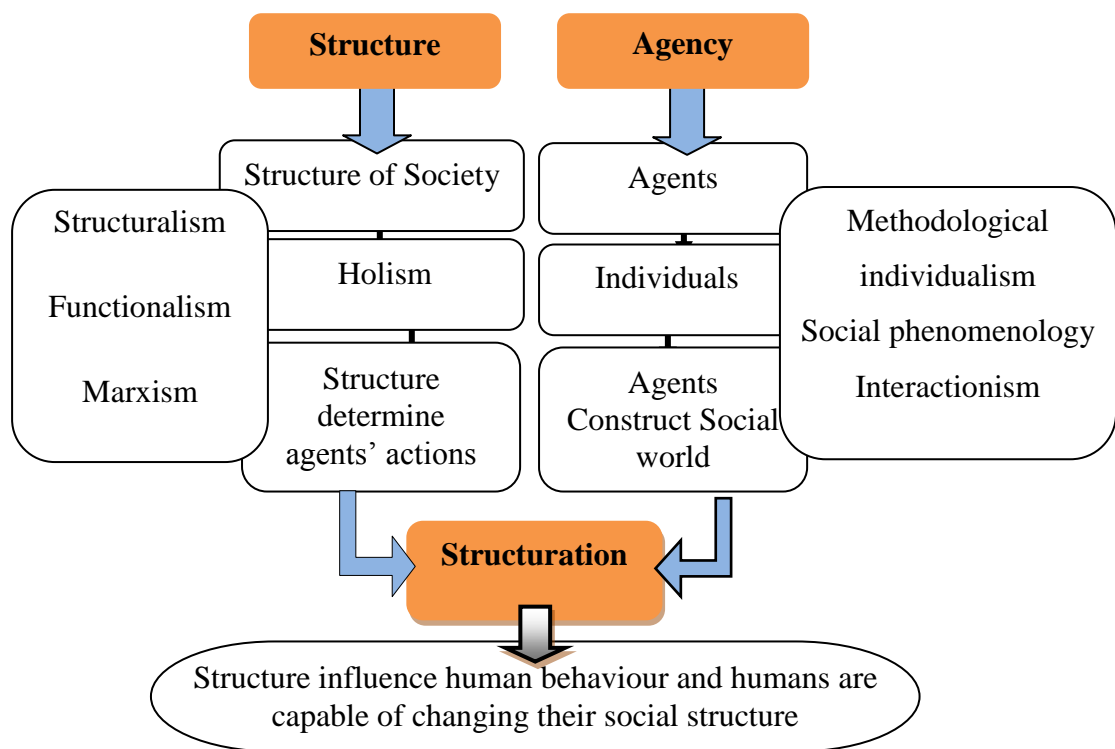 Structure
Agency
Structure of Society
Agents
Structuralism
Functionalism
Marxism
Holism
Individuals
Methodological
individualism
Social phenomenology
Interactionism
Structure
determine
agents’ actions
Agents
Construct Social
world
Structuration
Structure influence human behaviour and humans are
capable of changing their social structure